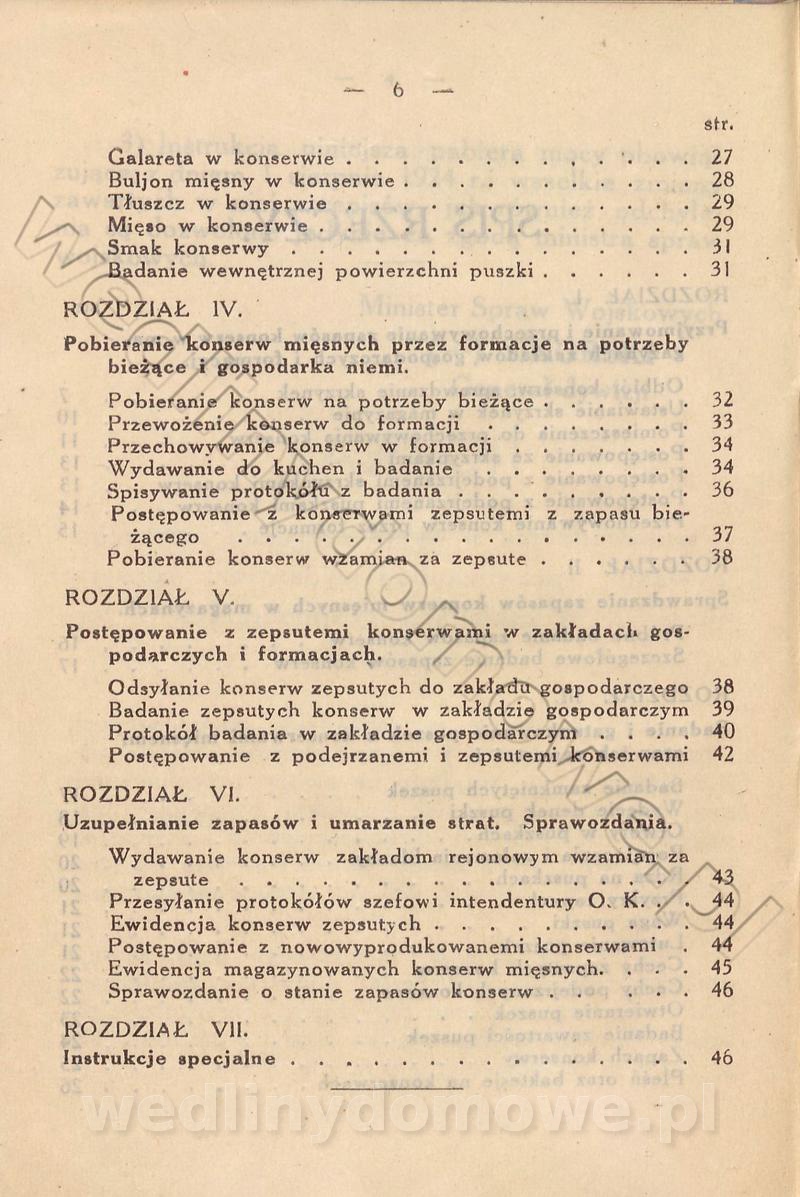 — 6 —
str.
Galareta w konserwie . . . . . . . . . . . . . 27
Buljon mięsny w konserwie . . . . . . . . . . . 28
Tłuszcz w konserwie . . . . . . . . . . . . . 29
Mięso w konserwie . . . . . . . . . . . . . . 29
Smak konserwy . . . . . . . . . . . . . . . 31
Badanie wewnętrznej powierzchni puszki . . . . . . 31
ROZDZIAŁ IV.
Pobieranie konserw mięsnych przez formacje na potrzeby
bieżące i gospodarka niemi.
Pobieranie konserw na potrzeby bieżące . . . . . . 32
Przewożenie konserw do formacji . . . . . . . . 33
Przechowywanie konserw w formacji . . . . . . . 34
Wydawanie do kuchen i badanie . . . . . . . . 34
Spisywanie protokółu z badania . . . . . . . . . 36
Postępowanie z konserwami zepsutemi z zapasu bie-
żącego . . . . . . . . . . . . . . . . . 37
Pobieranie konserw wzamian za zepsute . . . . . . 38
ROZDZIAŁ V.
Postępowanie z zepsutemi konserwami w zakładach gos-
podarczych i formacjach.
Odsyłanie konserw zepsutych do zakładu gospodarczego 38
Badanie zepsutych konserw w zakładzie gospodarczym 39
Protokół badania w zakładzie gospodarczym . . . . 40
Postępowanie z podejrzanemi i zepsutemi konserwami 42
ROZDZIAŁ VI.
Uzupełnianie zapasów i umarzanie strat. Sprawozdania.
Wydawanie konserw zakładom rejonowym wzamian za
zepsute . . . . . . . . . . . . . . . . . 43
Przesyłanie protokółów szefowi intendentury O. K. . . 44
Ewidencja konserw zepsutych . . . . . . . . . . 44
Postępowanie z nowowyprodukowanemi konserwami . 44
Ewidencja magazynowanych konserw mięsnych. . . . 45
Sprawozdanie o stanie zapasów konserw . . . . . 46
ROZDZIAŁ VII.
Instrukcje specjalne . . . . . . . . . . . . . . . 46
wedlinydomowe.pl